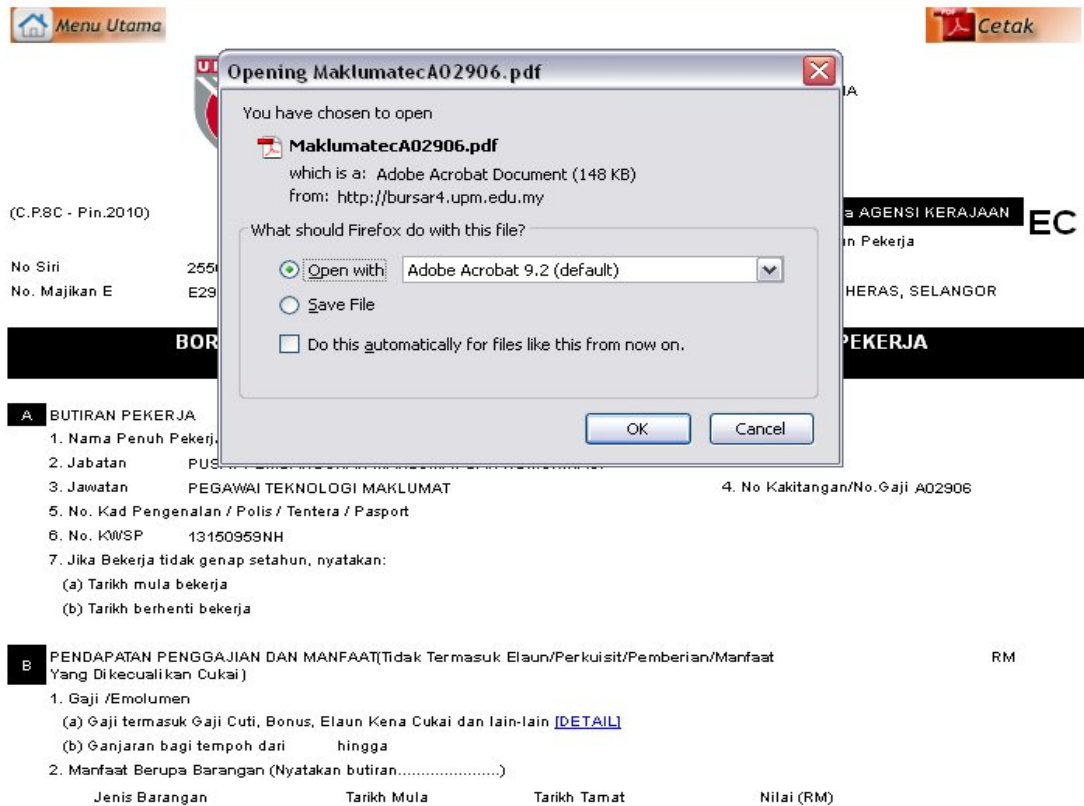 Menu Utama
Cetak
Opening MaklumatecA02906.pdf
You have chosen to open
MaklumatecA02906.pdf
which is a: Adobe Acrobat Document (148 KB)
from: http://bursar4.upm.edu.my
What should Firefox do with this file?
Open with Adobe Acrobat 9.2 (default)
Save File
Do this automatically for files like this from now on.
OK Cancel
(C.P.8C - Pin.2010) AGENSI KERAJAAN EC
Pekerja
No Siri
No. Majikan E HERAS, SELANGOR
BOR PEKERJA
A BUTIRAN PEKERJA
1. Nama Penuh Pekerj
2. Jabatan
3. Jawatan PEGAWAI TEKNOLOGI MAKLUMAT 4. No Kakitangan/No.Gaji A02906
5. No. Kad Pengenalan / Polis / Tentera / Pasport
6. No. KWSP 13150959NH
7. Jika Bekerja tidak genap setahun, nyatakan:
(a) Tarikh mula bekerja
(b) Tarikh berhenti bekerja
B PENDAPATAN PENGGAJIAN DAN MANFAAT(Tidak Termasuk Elaun/Perkuisit/Pemberian/Manfaat RM
Yang Dikecualikan Cukai)
1. Gaji /Emolumen
(a) Gaji termasuk Gaji Cuti, Bonus, Elaun Kena Cukai dan lain-lain [DETAIL]
(b) Ganjaran bagi tempoh dari hingga
2. Manfaat Berupa Barangan (Nyatakan butiran......................)
Jenis Barangan Tarikh Mula Tarikh Tamat Nilai (RM)